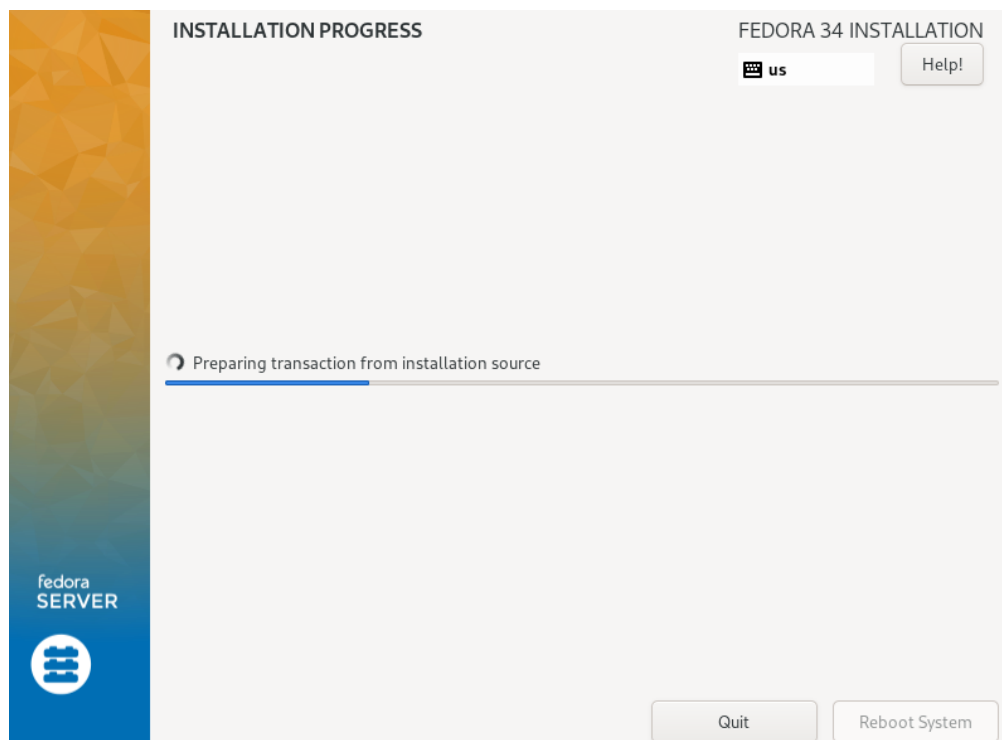 INSTALLATION PROGRESS
FEDORA 34 INSTALLATION
us
Help!
Preparing transaction from installation source
fedora
SERVER
Quit
Reboot System